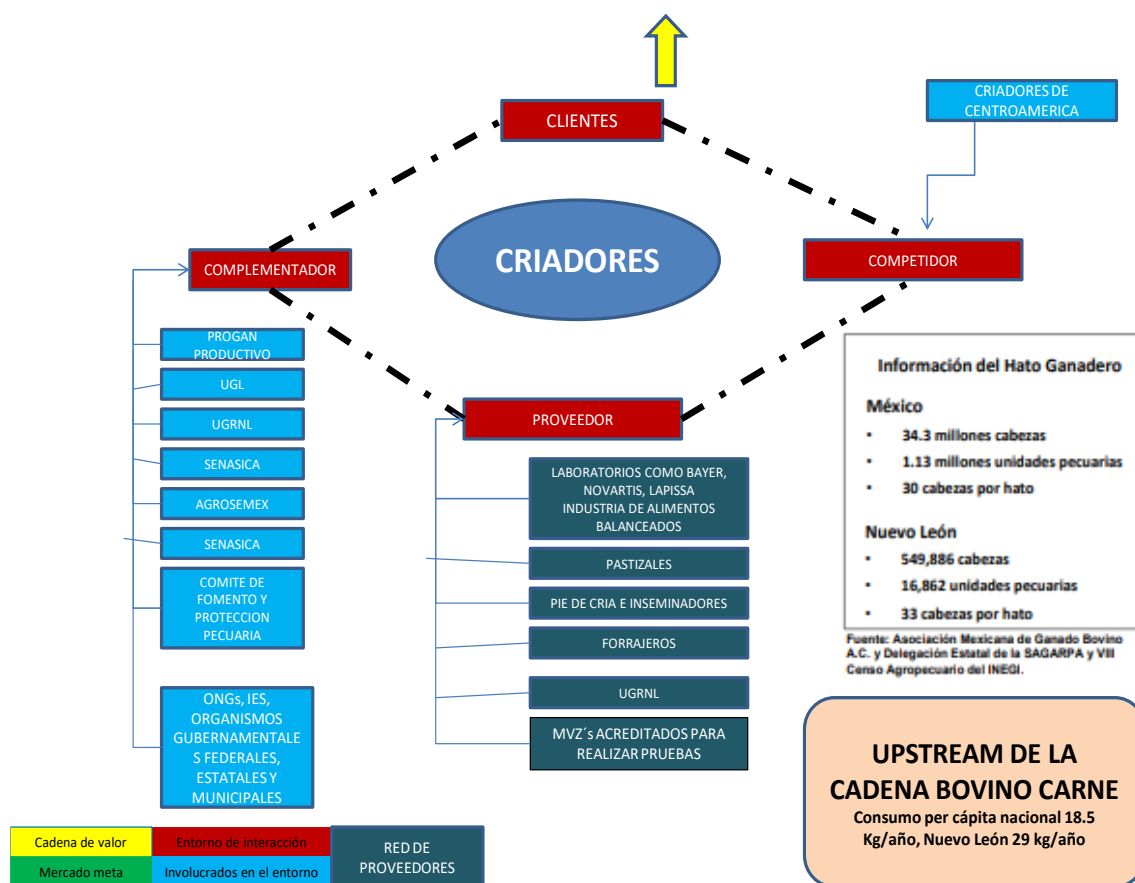 CLIENTES
CRIADORES DE
CENTROAMERICA
COMPLEMENTADOR
CRIADORES
COMPETIDOR
PROGAN
PRODUCTIVO
UGL
UGRNL
SENASICA
AGROSEMEX
SENASICA
COMITE DE
FOMENTO Y
PROTECCION
PECUARIA
ONGs, IES,
ORGANISMOS
GUBERNAMENTALE
S FEDERALES,
ESTATALES Y
MUNICIPALES
PROVEEDOR
LABORATORIOS COMO BAYER,
NOVARTIS, LAPISSA
INDUSTRIA DE ALIMENTOS
BALANCEADOS
PASTIZALES
PIE DE CRIA E INSEMINADORES
FORRAJEROS
UGRNL
MVZ´s ACREDITADOS PARA
REALIZAR PRUEBAS
Información del Hato Ganadero
México
• 34.3 millones cabezas
• 1.13 millones unidades pecuarias
• 30 cabezas por hato
Nuevo León
• 549,886 cabezas
• 16,862 unidades pecuarias
• 33 cabezas por hato
Fuente: Asociación Mexicana de Ganado Bovino
A.C. y Delegación Estatal de la SAGARPA y VIII
Censo Agropecuario del INEGI.
UPSTREAM DE LA
CADENA BOVINO CARNE
Consumo per cápita nacional 18.5
Kg/año, Nuevo León 29 kg/año
Cadena de valor
Entorno de interacción
Mercado meta
Involucrados en el entorno
RED DE
PROVEEDORES